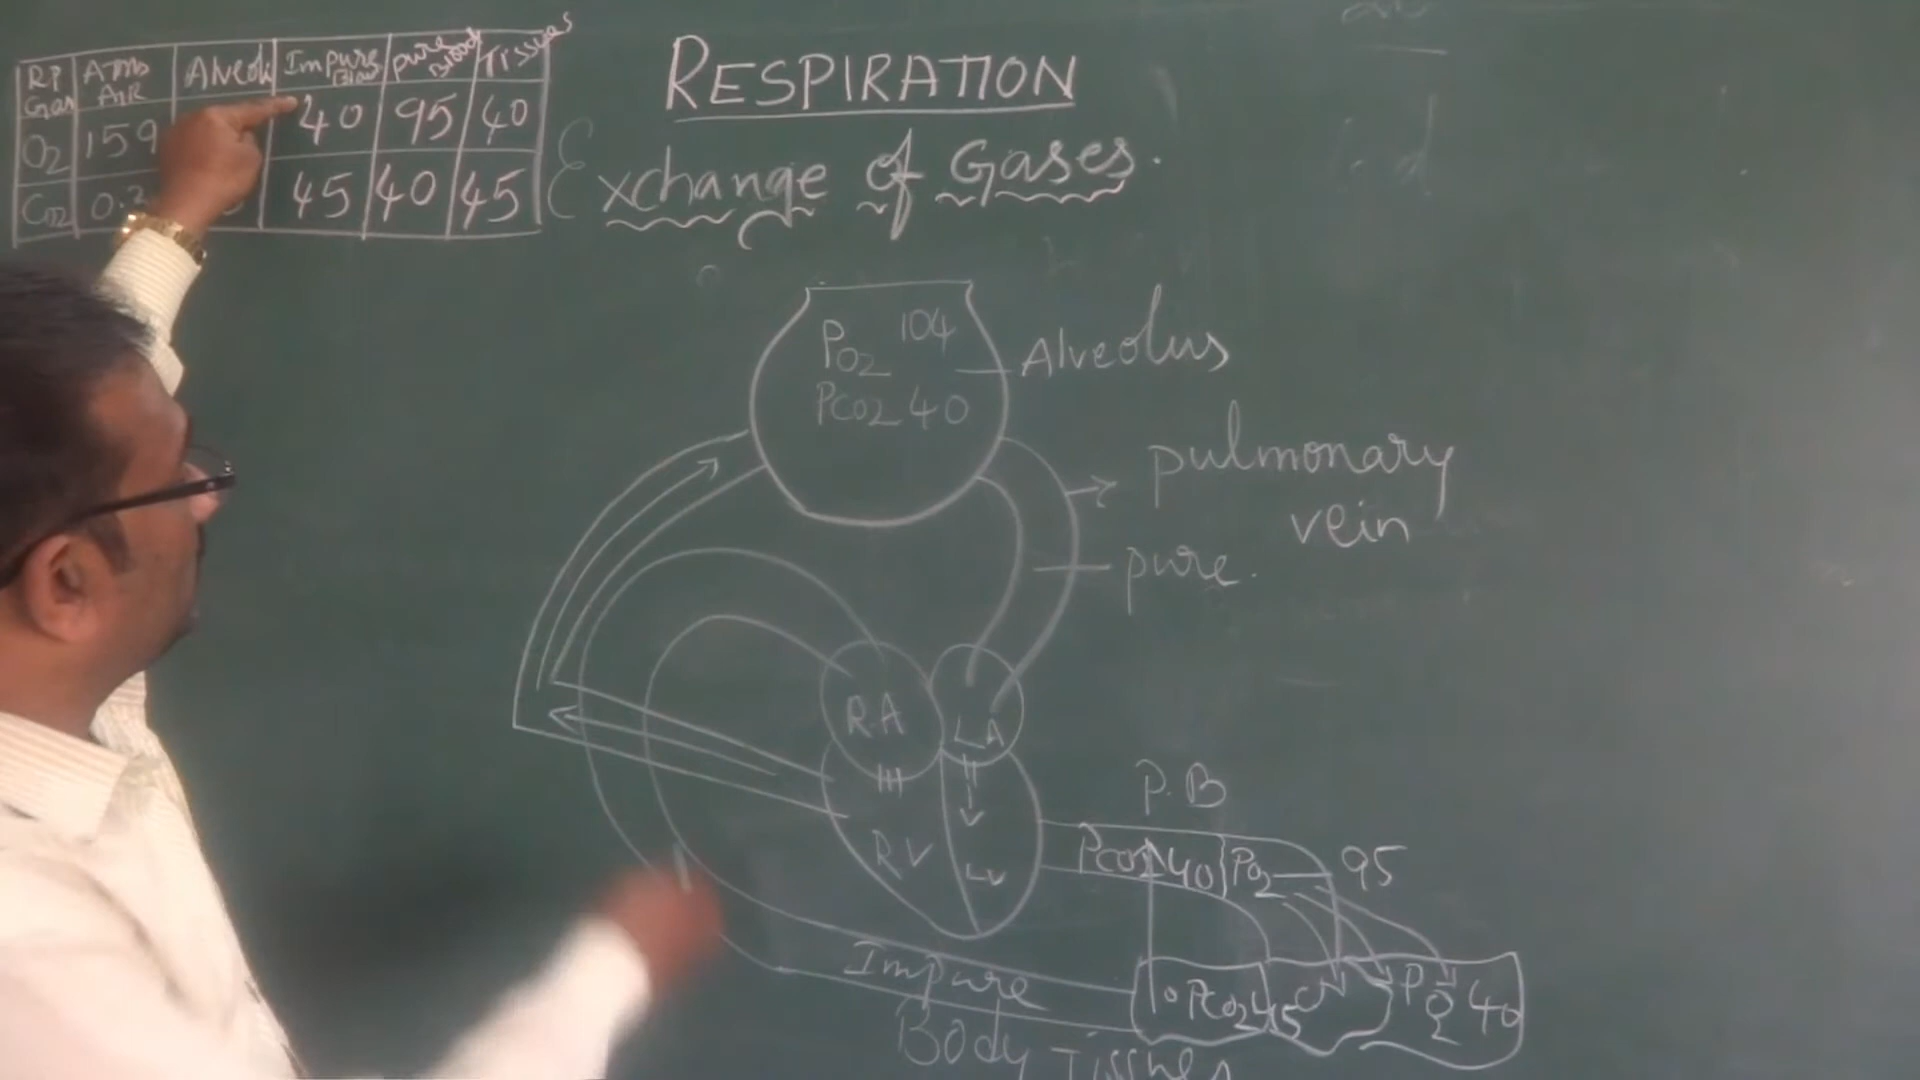 RP Gas Atms AIR Alveoli Impure Blood pure Blood Tissues
O2 159 40 95 40
CO2 45 40 45
RESPIRATION
Exchange of Gases.
PO2 104
PCO2 40
Alveolus
pulmonary
vein
pure.
RA LA
RV LV
P.B
PCO2 40 PO2 95
Impure
PCO2 45 PO2 40
Body Tissues